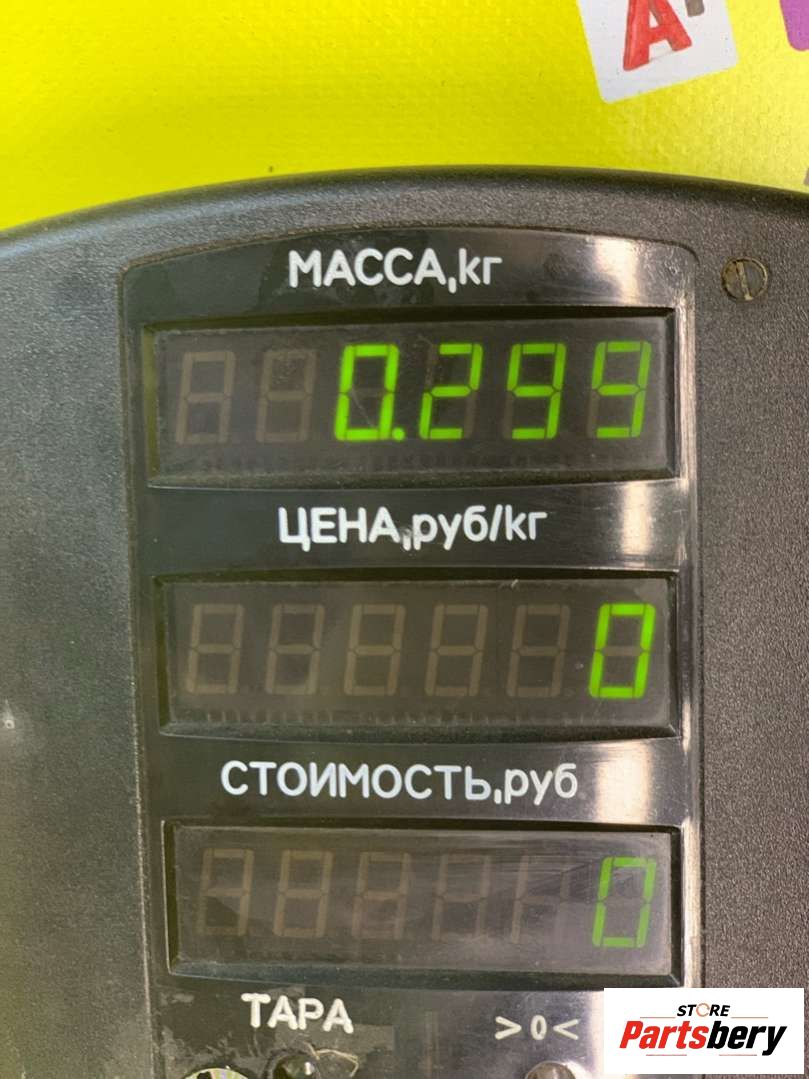 А
МАССА,кг
0.299
ЦЕНА,руб/кг
0
СТОИМОСТЬ,руб
0
ТАРА >0<
STORE
Partsbery